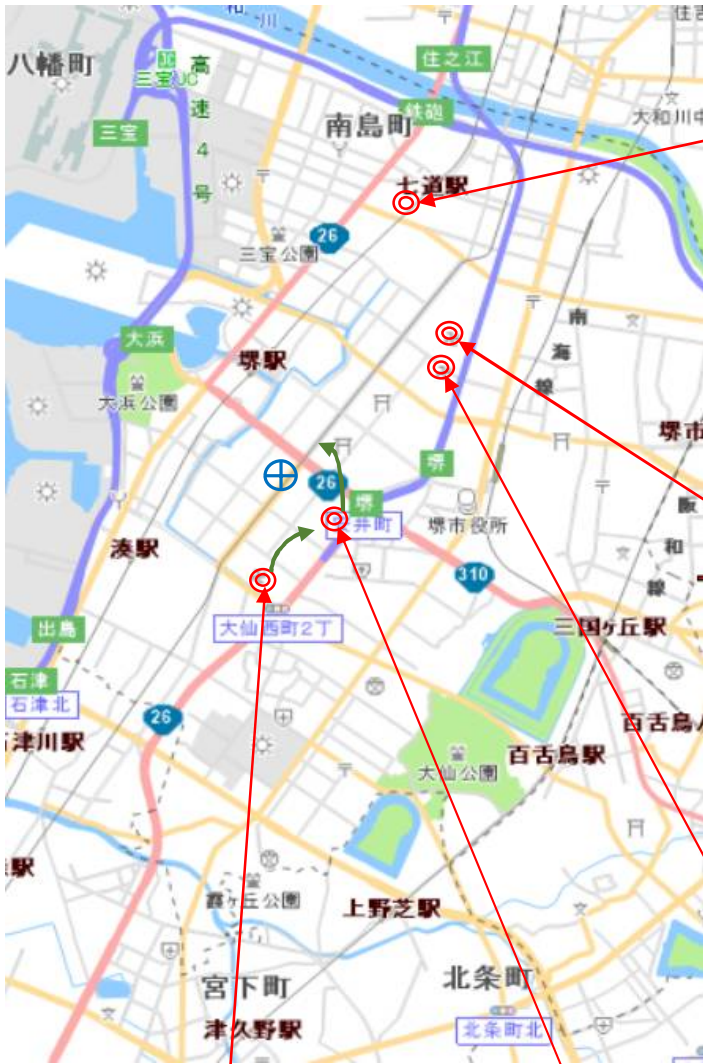 和
川
住之江
八幡町
JC
三宝JC
高速4号
三宝
鉄砲
南島町
大和川中
七道駅
26
三宝公園
大浜
堺駅
南海線
大浜公園
堺市
堺
26
堺
井町
堺市役所
阪和線
湊駅
310
大仙西町2丁
三国ヶ丘駅
出島
石津
石津北
26
津川駅
百舌鳥八
百舌鳥駅
大仙公園
霞ヶ丘公園
上野芝駅
宮下町
北条町
津久野駅
北条町北